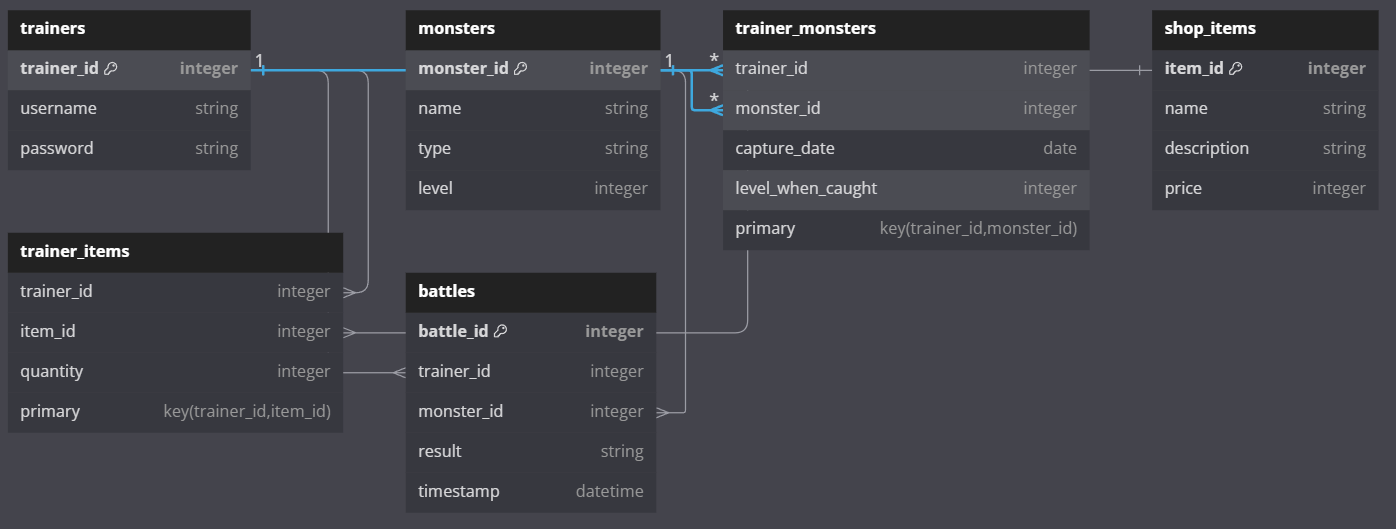 trainers
trainer_id integer
username string
password string
1
monsters
monster_id integer
name string
type string
level integer
1
*
*
trainer_monsters
trainer_id integer
monster_id integer
capture_date date
level_when_caught integer
primary key(trainer_id,monster_id)
shop_items
item_id integer
name string
description string
price integer
trainer_items
trainer_id integer
item_id integer
quantity integer
primary key(trainer_id,item_id)
battles
battle_id integer
trainer_id integer
monster_id integer
result string
timestamp datetime